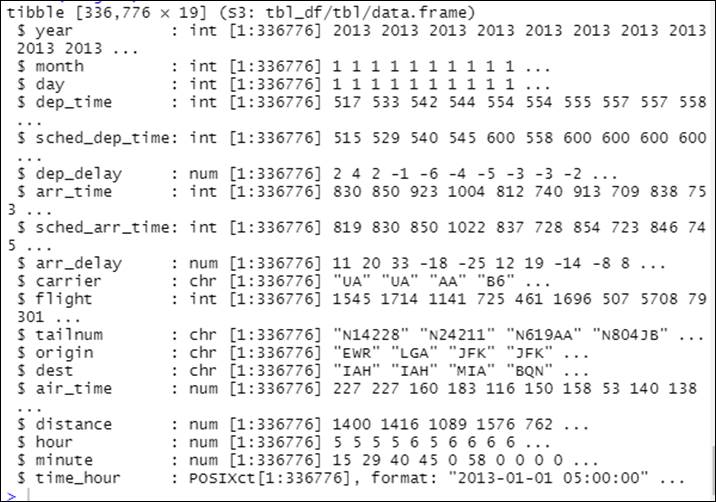 tibble [336,776 × 19] (S3: tbl_df/tbl/data.frame)
$ year : int [1:336776] 2013 2013 2013 2013 2013 2013 2013
2013 2013 ...
$ month : int [1:336776] 1 1 1 1 1 1 1 1 1 1 ...
$ day : int [1:336776] 1 1 1 1 1 1 1 1 1 1 ...
$ dep_time : int [1:336776] 517 533 542 544 554 554 555 557 557 558
...
$ sched_dep_time: int [1:336776] 515 529 540 545 600 558 600 600 600 600
...
$ dep_delay : num [1:336776] 2 4 2 -1 -6 -4 -5 -3 -3 -2 ...
$ arr_time : int [1:336776] 830 850 923 1004 812 740 913 709 838 75
3 ...
$ sched_arr_time: int [1:336776] 819 830 850 1022 837 728 854 723 846 74
5 ...
$ arr_delay : num [1:336776] 11 20 33 -18 -25 12 19 -14 -8 8 ...
$ carrier : chr [1:336776] "UA" "UA" "AA" "B6" ...
$ flight : int [1:336776] 1545 1714 1141 725 461 1696 507 5708 79
301 ...
$ tailnum : chr [1:336776] "N14228" "N24211" "N619AA" "N804JB" ...
$ origin : chr [1:336776] "EWR" "LGA" "JFK" "JFK" ...
$ dest : chr [1:336776] "IAH" "IAH" "MIA" "BQN" ...
$ air_time : num [1:336776] 227 227 160 183 116 150 158 53 140 138
...
$ distance : num [1:336776] 1400 1416 1089 1576 762 ...
$ hour : num [1:336776] 5 5 5 5 6 5 6 6 6 6 ...
$ minute : num [1:336776] 15 29 40 45 0 58 0 0 0 0 ...
$ time_hour : POSIXct[1:336776], format: "2013-01-01 05:00:00" ...
>